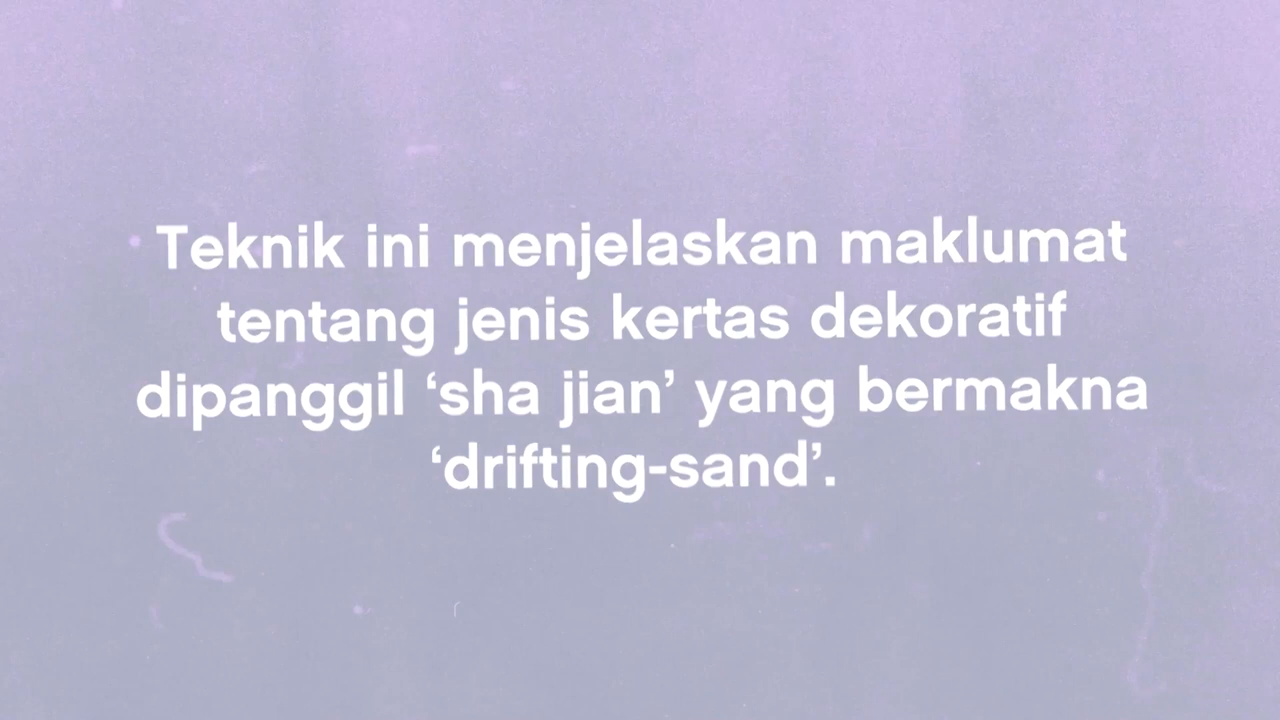 Teknik ini menjelaskan maklumat
tentang jenis kertas dekoratif
dipanggil ‘sha jian’ yang bermakna
‘drifting-sand’.